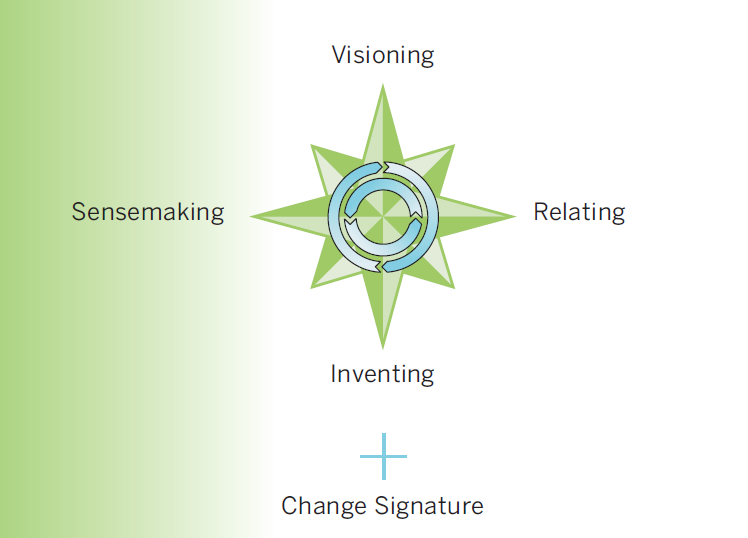 Visioning
Sensemaking
Relating
Inventing
Change Signature